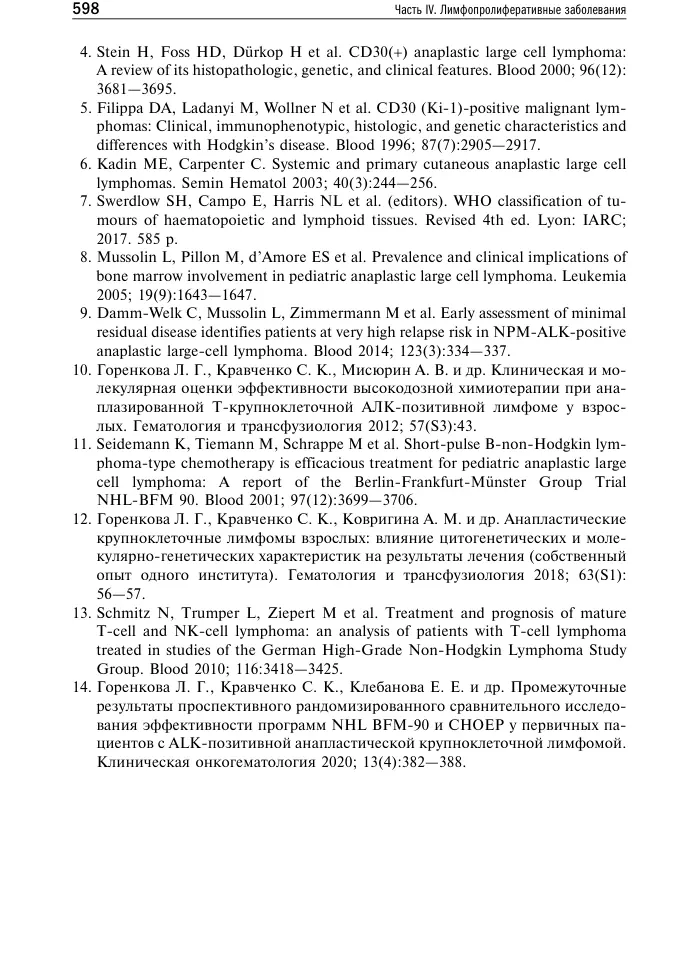 598
Часть IV. Лимфопролиферативные заболевания
4. Stein H, Foss HD, Dürkop H et al. CD30(+) anaplastic large cell lymphoma:
A review of its histopathologic, genetic, and clinical features. Blood 2000; 96(12):
3681—3695.
5. Filippa DA, Ladanyi M, Wollner N et al. CD30 (Ki-1)-positive malignant lym-
phomas: Clinical, immunophenotypic, histologic, and genetic characteristics and
differences with Hodgkin’s disease. Blood 1996; 87(7):2905—2917.
6. Kadin ME, Carpenter C. Systemic and primary cutaneous anaplastic large cell
lymphomas. Semin Hematol 2003; 40(3):244—256.
7. Swerdlow SH, Campo E, Harris NL et al. (editors). WHO classification of tu-
mours of haematopoietic and lymphoid tissues. Revised 4th ed. Lyon: IARC;
2017. 585 p.
8. Mussolin L, Pillon M, d’Amore ES et al. Prevalence and clinical implications of
bone marrow involvement in pediatric anaplastic large cell lymphoma. Leukemia
2005; 19(9):1643—1647.
9. Damm-Welk C, Mussolin L, Zimmermann M et al. Early assessment of minimal
residual disease identifies patients at very high relapse risk in NPM-ALK-positive
anaplastic large-cell lymphoma. Blood 2014; 123(3):334—337.
10. Горенкова Л. Г., Кравченко С. К., Мисюрин А. В. и др. Клиническая и мо-
лекулярная оценки эффективности высокодозной химиотерапии при ана-
плазированной Т-крупноклеточной АЛК-позитивной лимфоме у взрос-
лых. Гематология и трансфузиология 2012; 57(S3):43.
11. Seidemann K, Tiemann M, Schrappe M et al. Short-pulse B-non-Hodgkin lym-
phoma-type chemotherapy is efficacious treatment for pediatric anaplastic large
cell lymphoma: A report of the Berlin-Frankfurt-Münster Group Trial
NHL-BFM 90. Blood 2001; 97(12):3699—3706.
12. Горенкова Л. Г., Кравченко С. К., Ковригина А. М. и др. Анапластические
крупноклеточные лимфомы взрослых: влияние цитогенетических и моле-
кулярно-генетических характеристик на результаты лечения (собственный
опыт одного института). Гематология и трансфузиология 2018; 63(S1):
56—57.
13. Schmitz N, Trumper L, Ziepert M et al. Treatment and prognosis of mature
T-cell and NK-cell lymphoma: an analysis of patients with T-cell lymphoma
treated in studies of the German High-Grade Non-Hodgkin Lymphoma Study
Group. Blood 2010; 116:3418—3425.
14. Горенкова Л. Г., Кравченко С. К., Клебанова Е. Е. и др. Промежуточные
результаты проспективного рандомизированного сравнительного исследо-
вания эффективности программ NHL BFM-90 и CHOEP у первичных па-
циентов с ALK-позитивной анапластической крупноклеточной лимфомой.
Клиническая онкогематология 2020; 13(4):382—388.